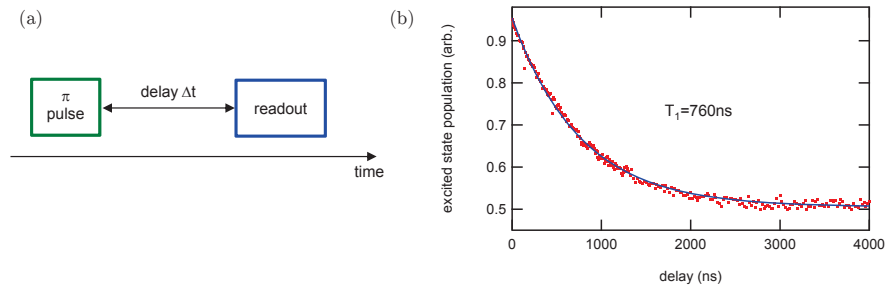 (a)
π
pulse
delay Δt
readout
time
(b)
excited state population (arb.)
0.9
0.8
0.7
0.6
0.5
T1=760ns
0
1000
2000
3000
4000
delay (ns)